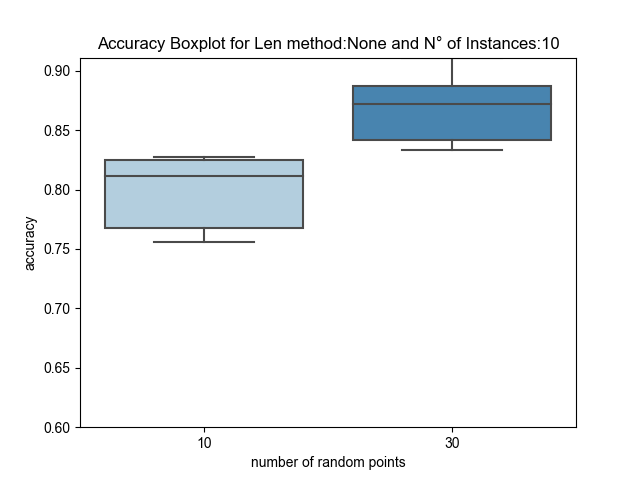 Accuracy Boxplot for Len method:None and N° of Instances:10
0.90
0.85
0.80
0.75
0.70
0.65
0.60
accuracy
10 30
number of random points